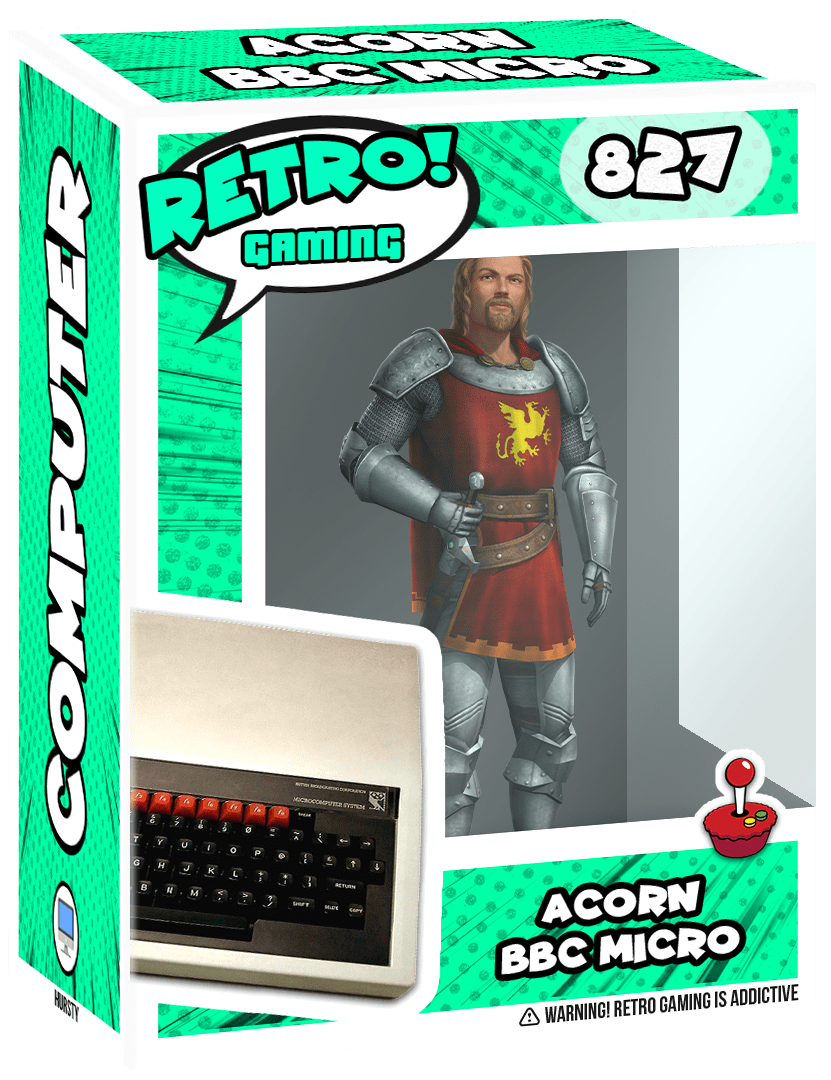 ACORN
BBC MICRO
RETRO!
GAMING
827
COMPUTER
BRITISH BROADCASTING CORPORATION
MICROCOMPUTER SYSTEM
BREAK
T Y U I O P @
G H J K L
RETURN
B N M
SHIFT DELETE COPY
ACORN
BBC MICRO
HURSTY
WARNING! RETRO GAMING IS ADDICTIVE